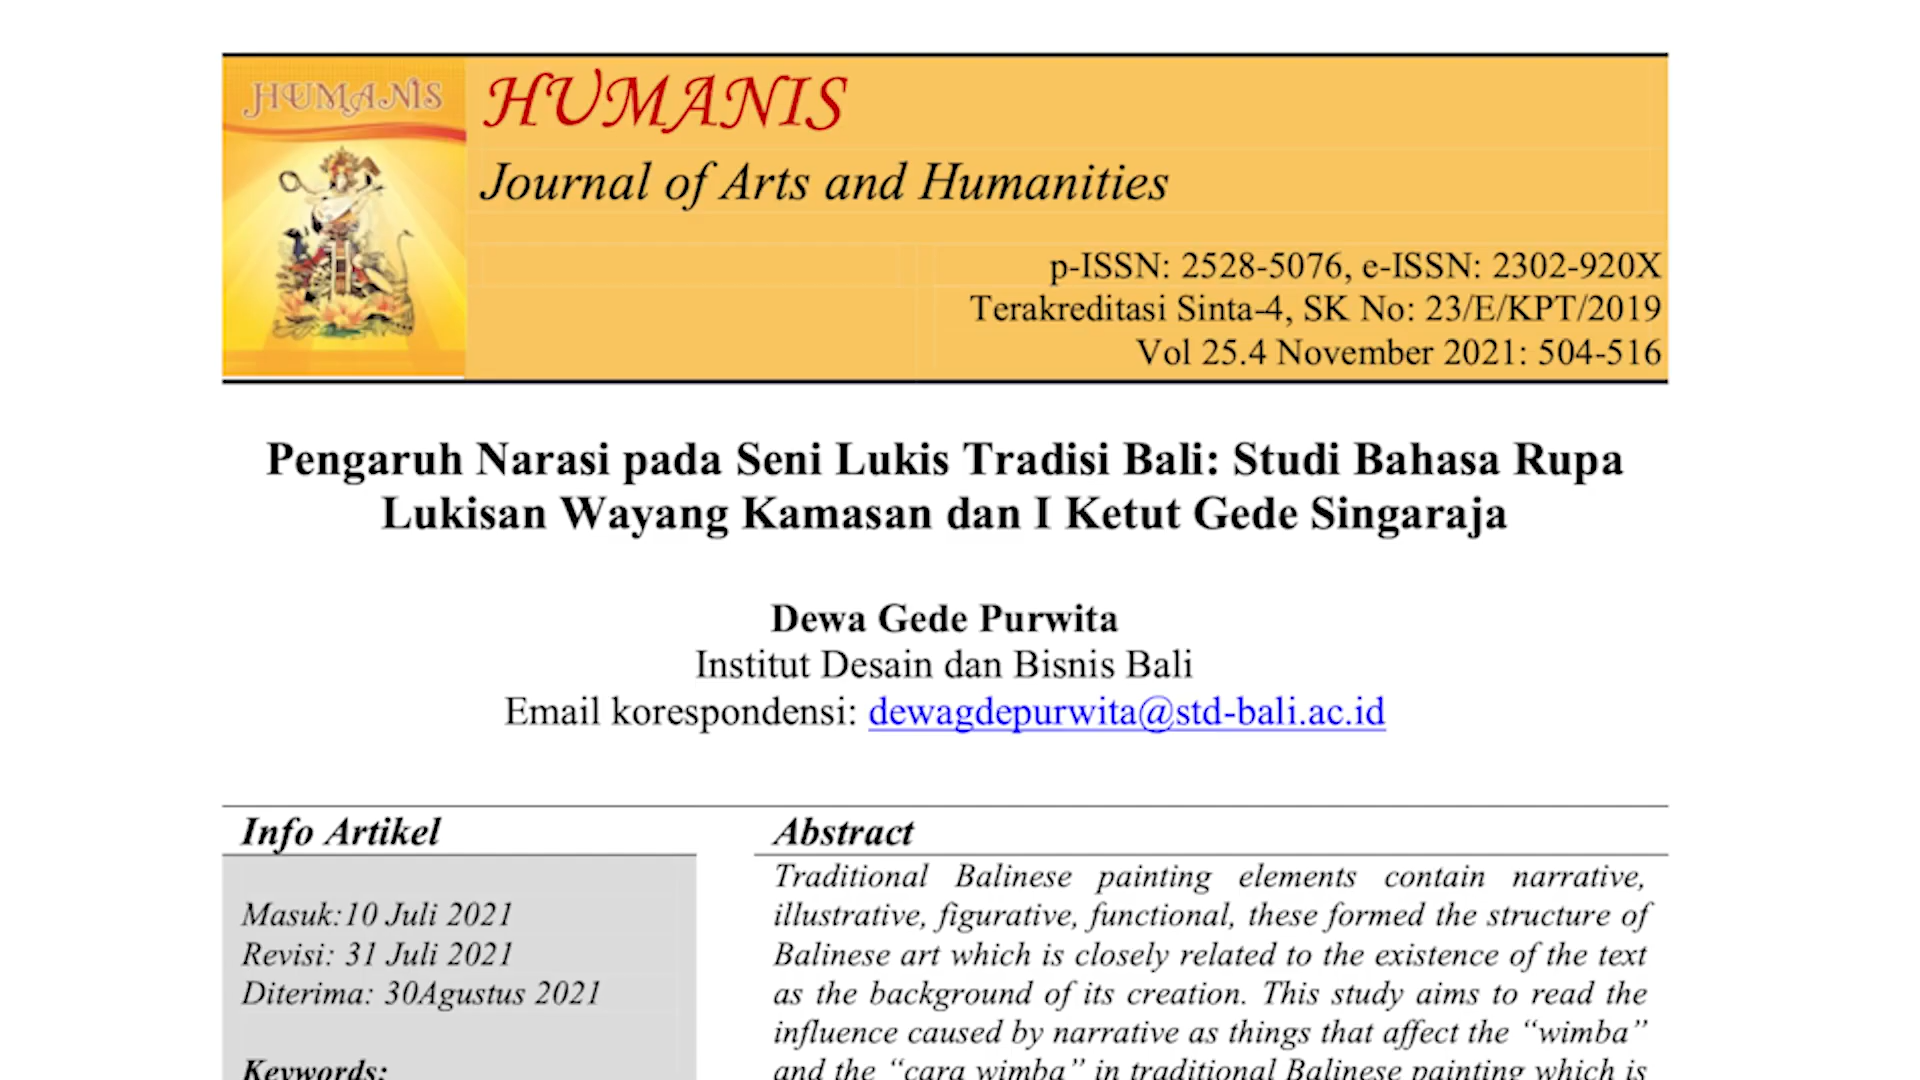 HUMANIS
HUMANIS
Journal of Arts and Humanities
p-ISSN: 2528-5076, e-ISSN: 2302-920X
Terakreditasi Sinta-4, SK No: 23/E/KPT/2019
Vol 25.4 November 2021: 504-516
Pengaruh Narasi pada Seni Lukis Tradisi Bali: Studi Bahasa Rupa
Lukisan Wayang Kamasan dan I Ketut Gede Singaraja
Dewa Gede Purwita
Institut Desain dan Bisnis Bali
Email korespondensi: dewagdepurwita@std-bali.ac.id
Info Artikel
Masuk:10 Juli 2021
Revisi: 31 Juli 2021
Diterima: 30Agustus 2021
Keywords:
Abstract
Traditional Balinese painting elements contain narrative,
illustrative, figurative, functional, these formed the structure of
Balinese art which is closely related to the existence of the text
as the background of its creation. This study aims to read the
influence caused by narrative as things that affect the “wimba”
and the “cara wimba” in traditional Balinese painting which is